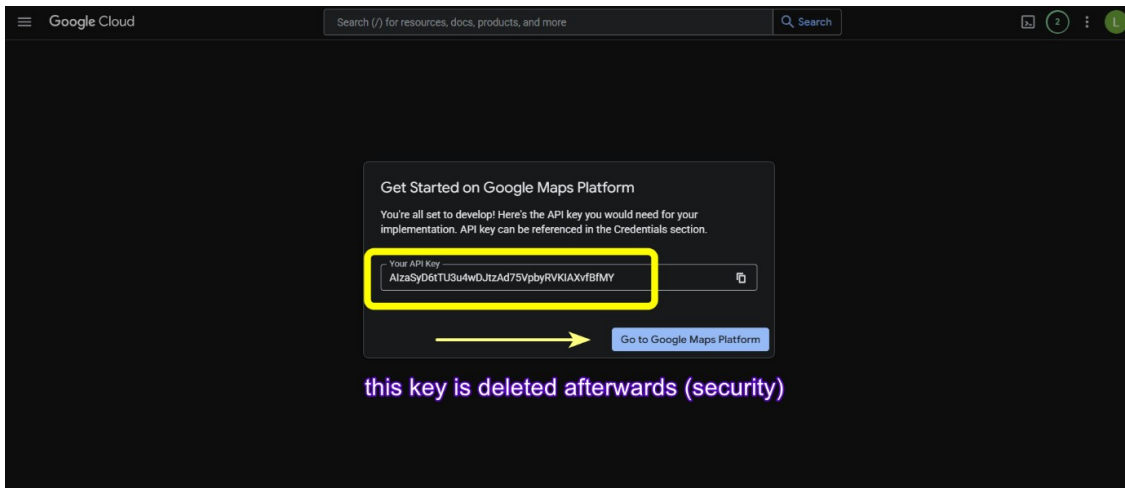 Google Cloud
Search (/) for resources, docs, products, and more
Search
2
L
Get Started on Google Maps Platform
You're all set to develop! Here's the API key you would need for your
implementation. API key can be referenced in the Credentials section.
Your API Key
AIzaSyD6tTU3u4wDJtzAd75VpbyRVKIAXvfBfMY
Go to Google Maps Platform
this key is deleted afterwards (security)